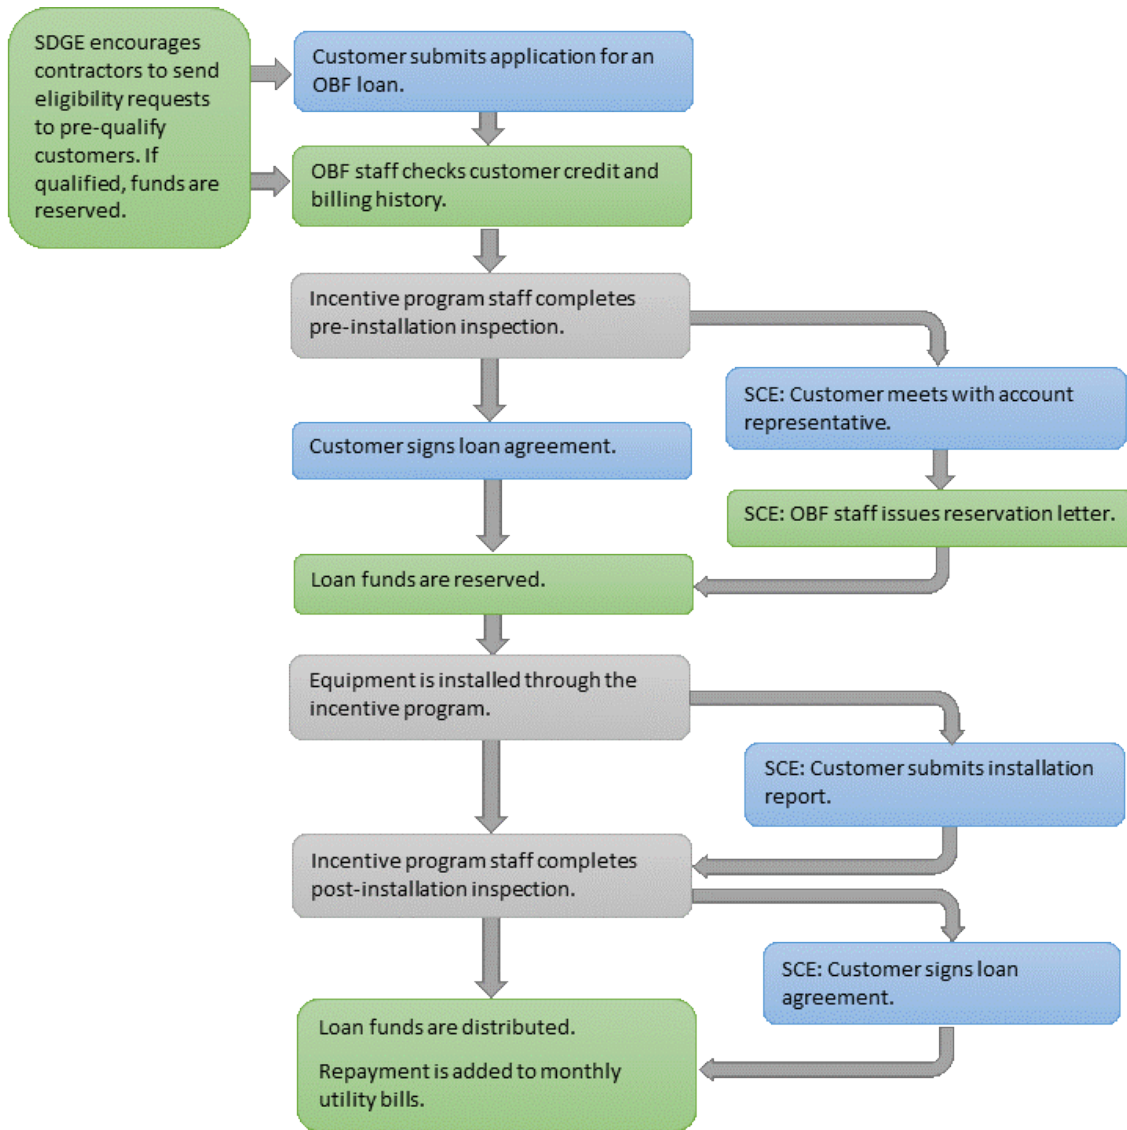 SDGE encourages
contractors to send
eligibility requests
to pre-qualify
customers. If
qualified, funds are
reserved.
Customer submits application for an
OBF loan.
OBF staff checks customer credit and
billing history.
Incentive program staff completes
pre-installation inspection.
SCE: Customer meets with account
representative.
Customer signs loan agreement.
SCE: OBF staff issues reservation letter.
Loan funds are reserved.
Equipment is installed through the
incentive program.
SCE: Customer submits installation
report.
Incentive program staff completes
post-installation inspection.
SCE: Customer signs loan
agreement.
Loan funds are distributed.
Repayment is added to monthly
utility bills.